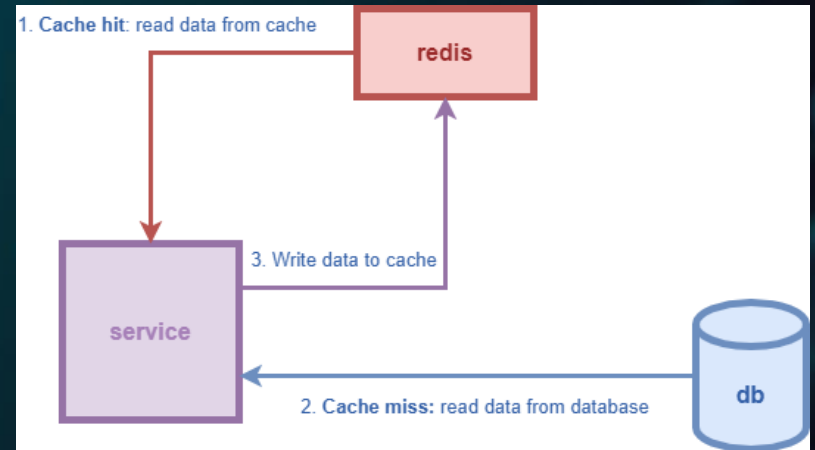 1. Cache hit: read data from cache
redis
3. Write data to cache
service
db
2. Cache miss: read data from database